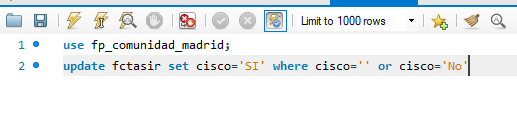 Limit to 1000 rows
1 use fp_comunidad_madrid;
2 update fctasir set cisco='SI' where cisco='' or cisco='No'